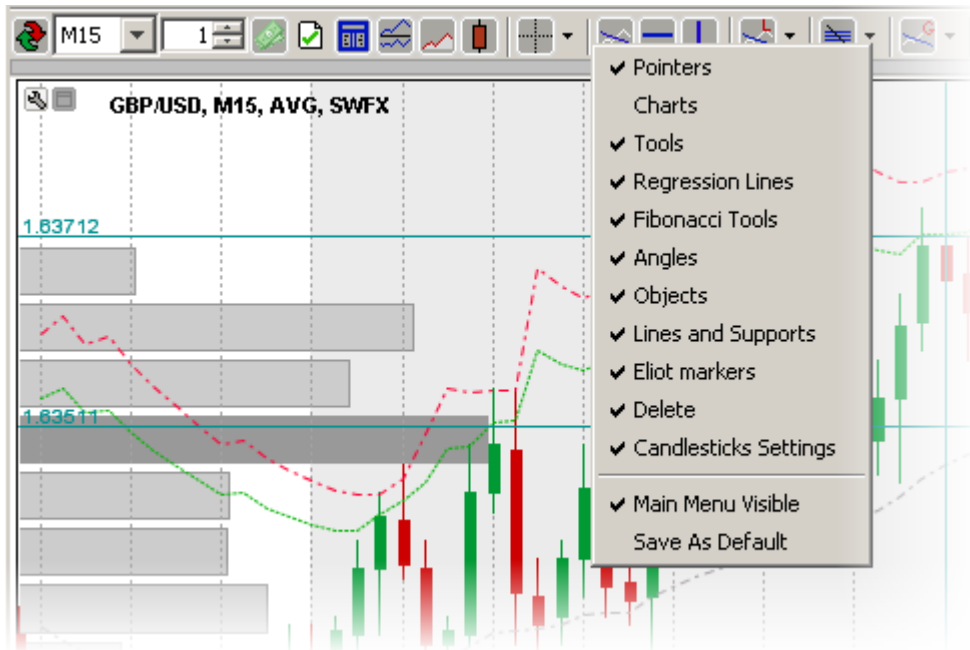 M15
1
GBP/USD, M15, AVG, SWFX
1.63712
1.63511
Pointers
Charts
Tools
Regression Lines
Fibonacci Tools
Angles
Objects
Lines and Supports
Eliot markers
Delete
Candlesticks Settings
Main Menu Visible
Save As Default
G